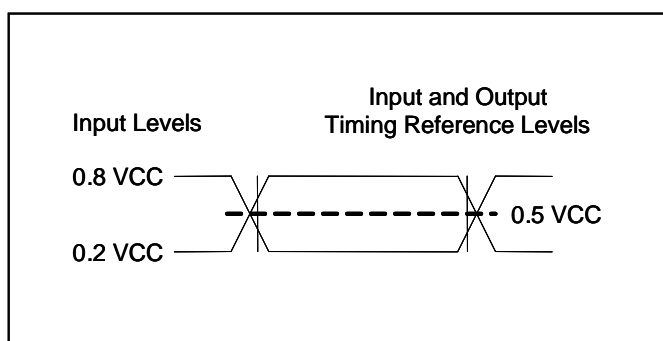 Input Levels
Input and Output
Timing Reference Levels
0.8 VCC
0.5 VCC
0.2 VCC